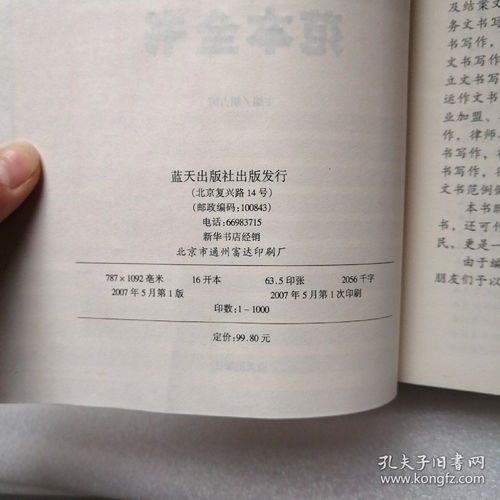 蓝天出版社出版发行
(北京复兴路14号)
(邮政编码:100843)
电话:66983715
新华书店经销
北京市通州富达印刷厂
787×1092毫米 16开本 63.5印张 2056千字
2007年5月第1版 2007年5月第1次印刷
印数:1-1000
定价:99.80元
及结案文
务文书写
书写作,
文书写作
立文书写
运作文书
业加盟、
作,律师
书写作,
作,律
文书范例
本书
书,还可作
民,更是一
由于编
朋友们予以
孔夫子旧书网
www.kongfz.com